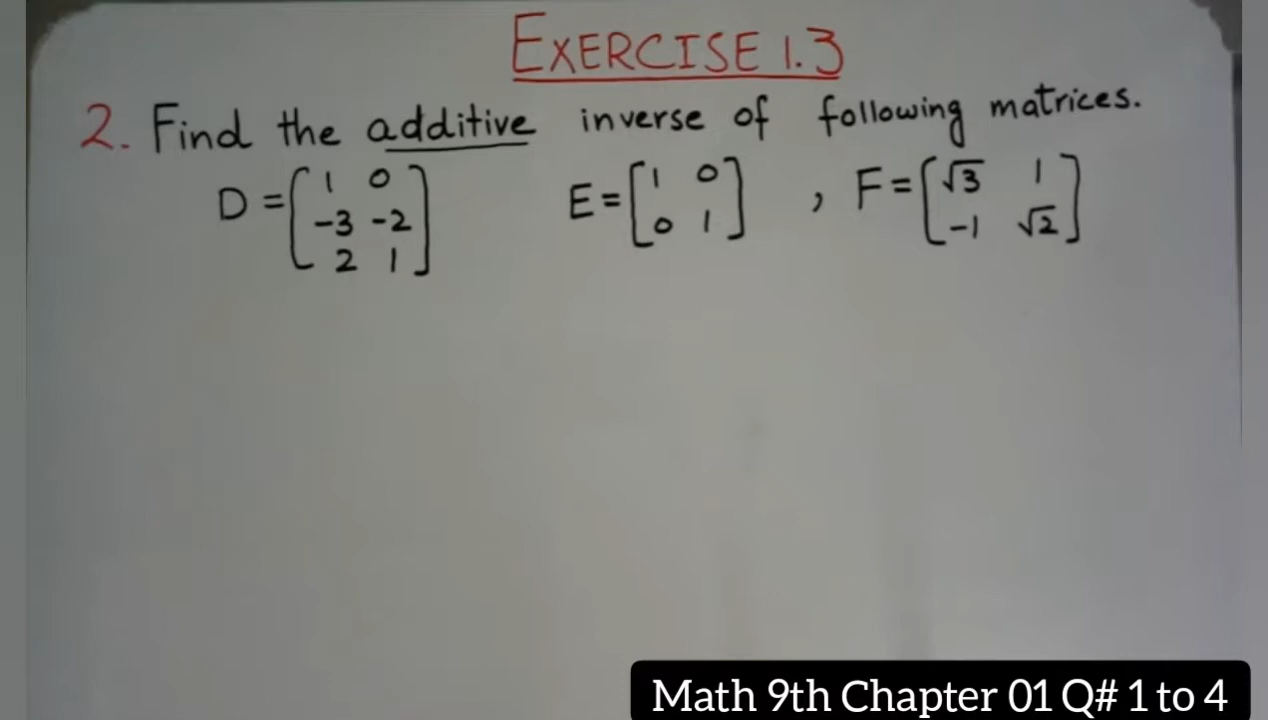 EXERCISE 1.3
2. Find the additive inverse of following matrices.
D = [1 0
-3 -2
2 1]
E = [1 0
0 1] ,
F = [√3 1
-1 √2]
Math 9th Chapter 01 Q# 1 to 4